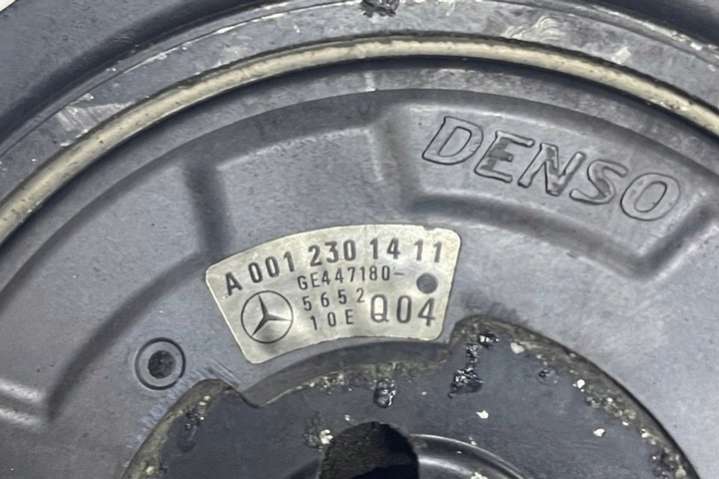 DENSO
A 001 230 14 11
GE447180-
5652
10E Q04